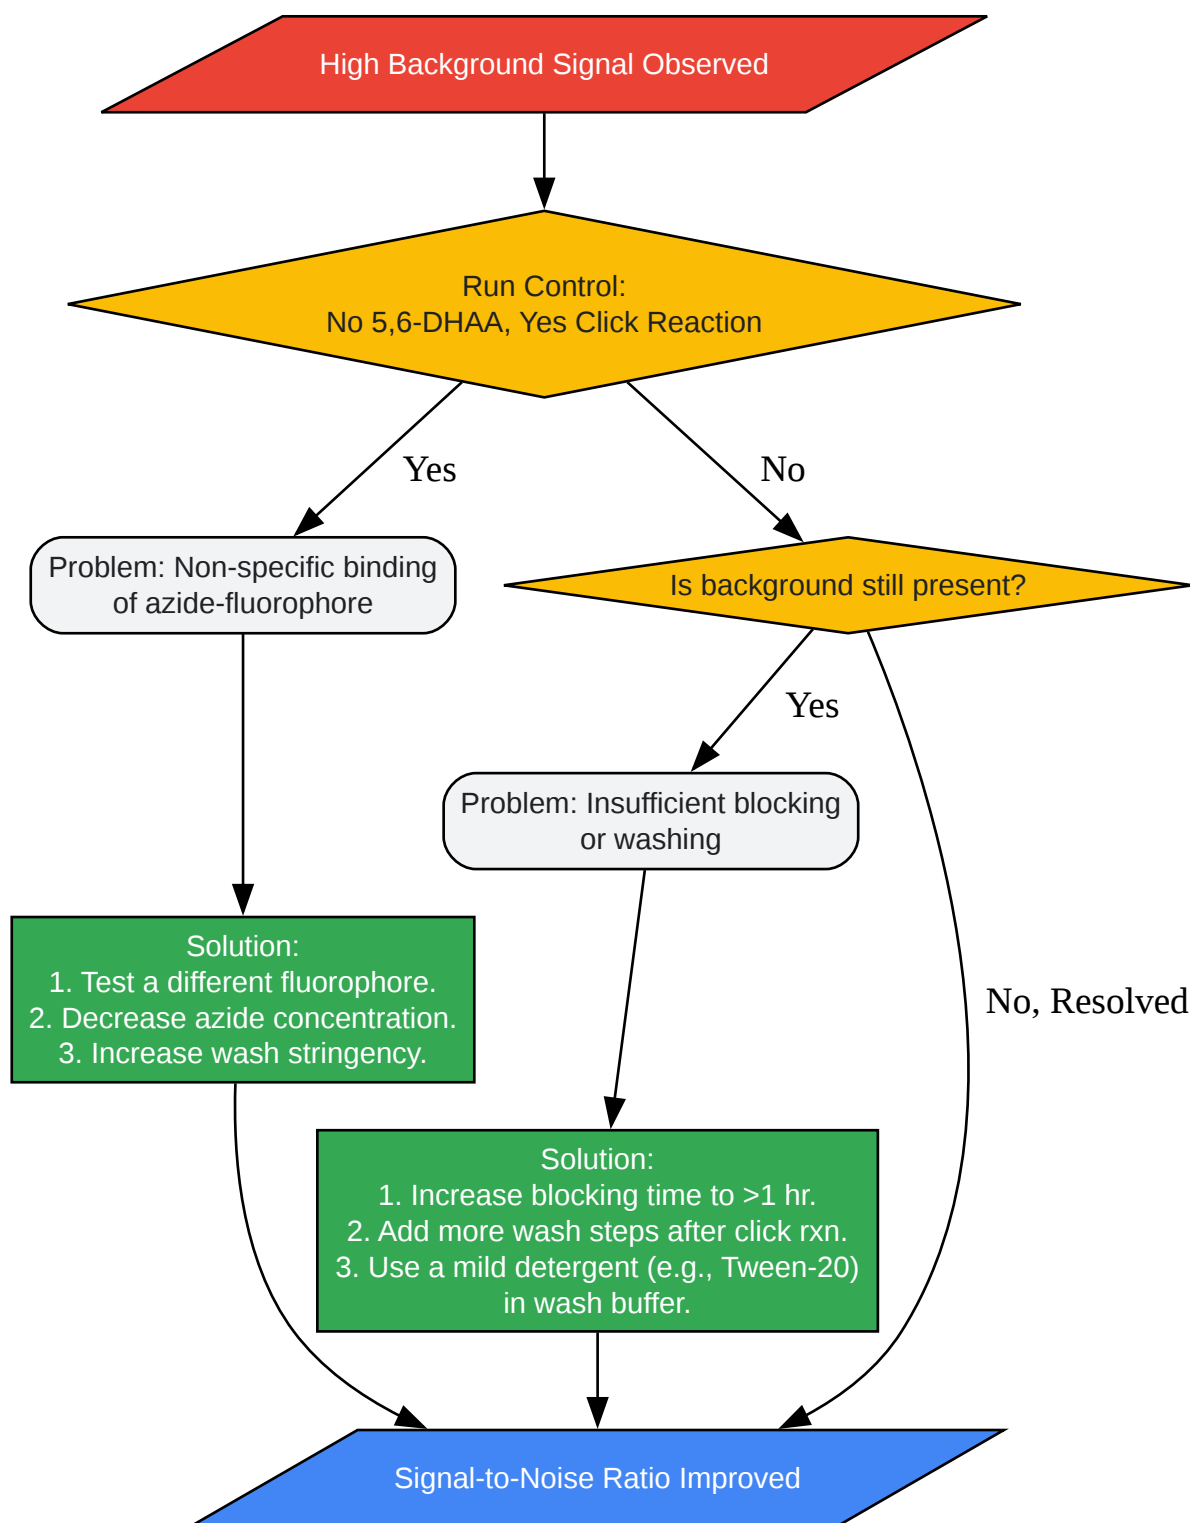 High Background Signal Observed
Run Control:
No 5,6-DHAA, Yes Click Reaction
Yes
No
Problem: Non-specific binding
of azide-fluorophore
Is background still present?
Yes
Problem: Insufficient blocking
or washing
Solution:
1. Test a different fluorophore.
2. Decrease azide concentration.
3. Increase wash stringency.
No, Resolved
Solution:
1. Increase blocking time to >1 hr.
2. Add more wash steps after click rxn.
3. Use a mild detergent (e.g., Tween-20)
in wash buffer.
Signal-to-Noise Ratio Improved